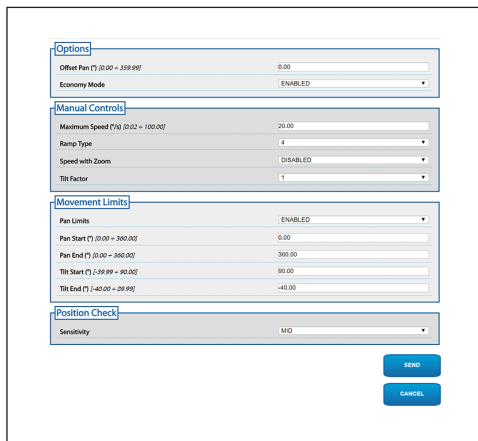 Options
Offset Pan (°) [0.00 ÷ 359.99] 0.00
Economy Mode ENABLED
Manual Controls
Maximum Speed (°/s) [0.02 ÷ 100.00] 20.00
Ramp Type 4
Speed with Zoom DISABLED
Tilt Factor 1
Movement Limits
Pan Limits ENABLED
Pan Start (°) [0.00 ÷ 360.00] 0.00
Pan End (°) [0.00 ÷ 360.00] 360.00
Tilt Start (°) [-39.99 ÷ 90.00] 90.00
Tilt End (°) [-40.00 ÷ 89.99] -40.00
Position Check
Sensitivity MID
SEND
CANCEL